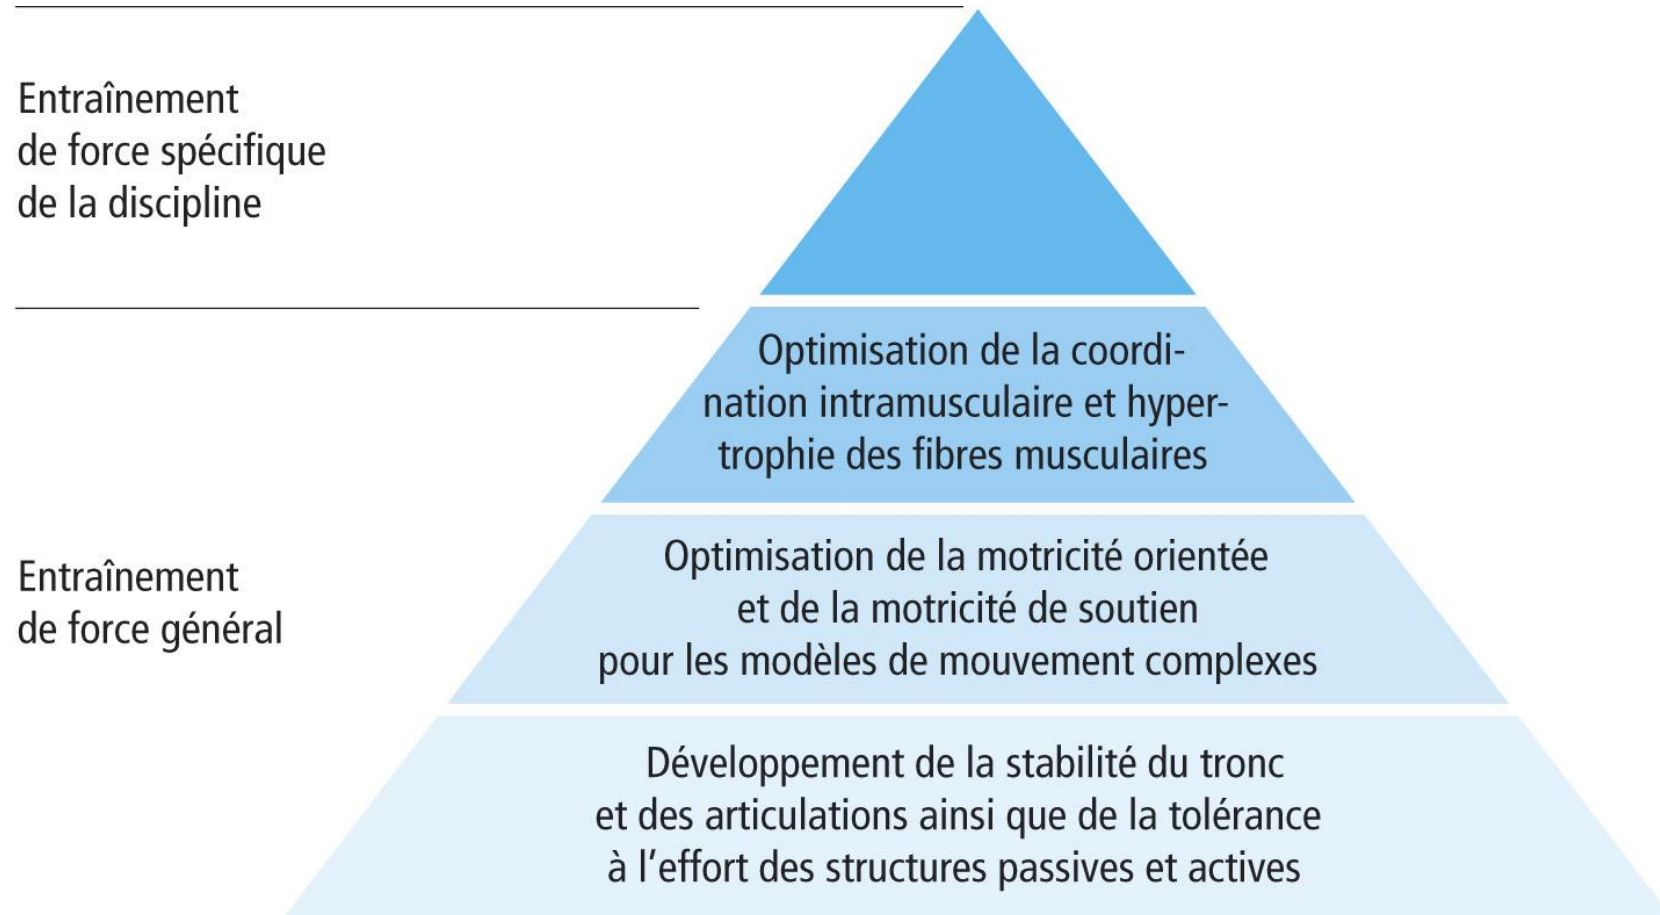 Entraînement
de force spécifique
de la discipline
Optimisation de la coordi-
nation intramusculaire et hyper-
trophie des fibres musculaires
Entraînement
de force général
Optimisation de la motricité orientée
et de la motricité de soutien
pour les modèles de mouvement complexes
Développement de la stabilité du tronc
et des articulations ainsi que de la tolérance
à l’effort des structures passives et actives